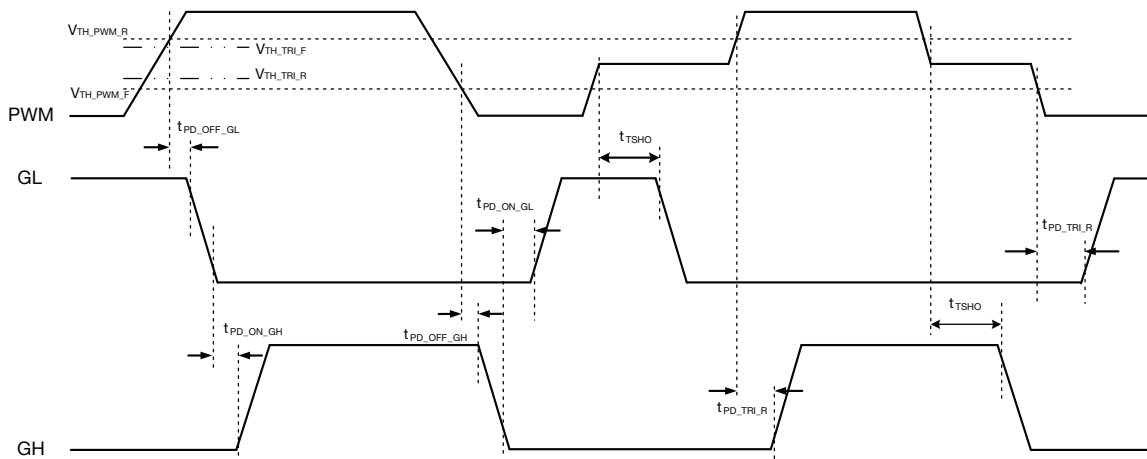 VTH_PWM_R
VTH_TRI_F
VTH_TRI_R
VTH_PWM_F
PWM
tPD_OFF_GL
tTSHO
GL
tPD_ON_GL
tPD_TRI_R
tTSHO
tPD_ON_GH
tPD_OFF_GH
tPD_TRI_R
GH